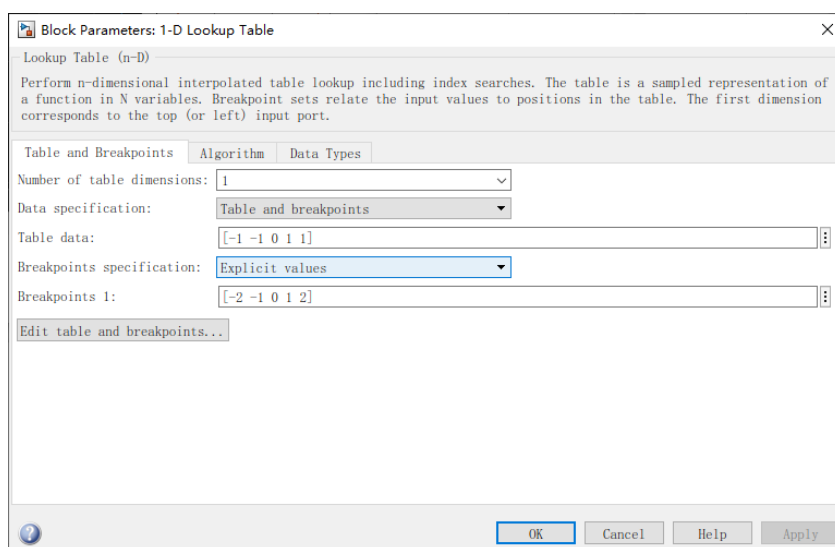 Block Parameters: 1-D Lookup Table
Lookup Table (n-D)
Perform n-dimensional interpolated table lookup including index searches. The table is a sampled representation of
a function in N variables. Breakpoint sets relate the input values to positions in the table. The first dimension
corresponds to the top (or left) input port.
Table and Breakpoints Algorithm Data Types
Number of table dimensions: 1
Data specification: Table and breakpoints
Table data: [-1 -1 0 1 1]
Breakpoints specification: Explicit values
Breakpoints 1: [-2 -1 0 1 2]
Edit table and breakpoints...
OK Cancel Help Apply